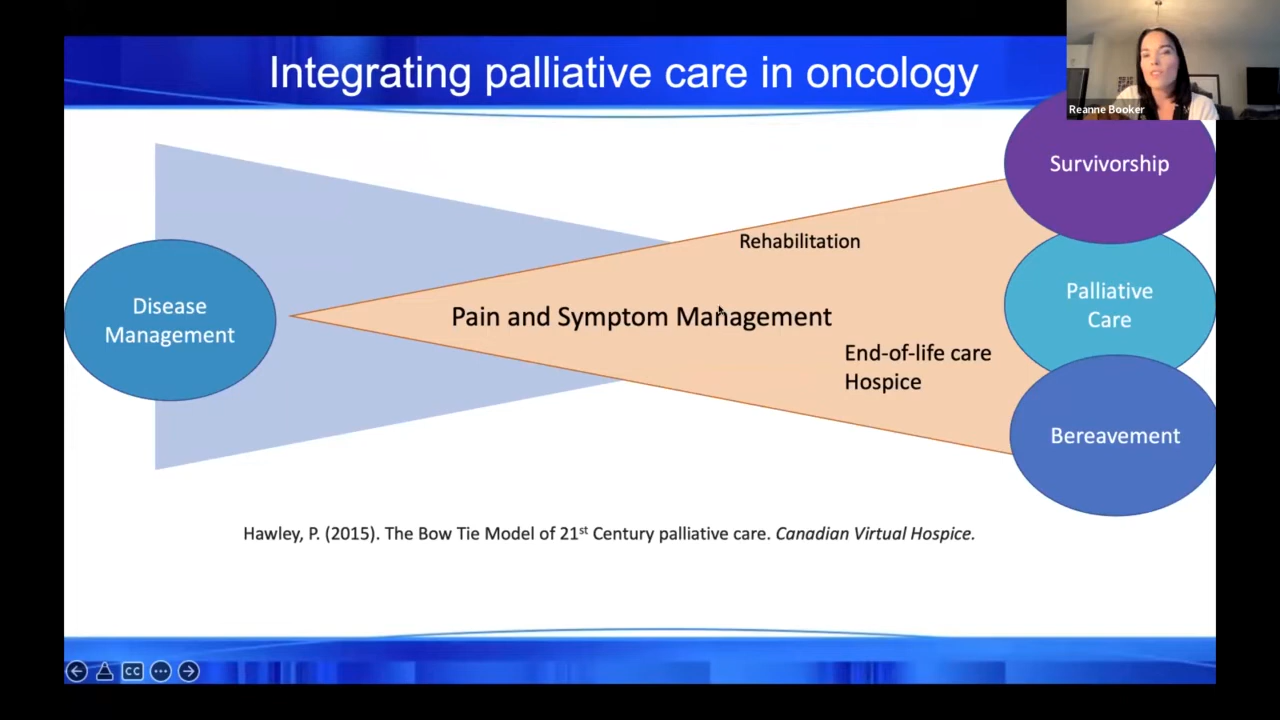 Integrating palliative care in oncology
Reanne Booker
Survivorship
Rehabilitation
Disease
Management
Pain and Symptom Management
Palliative
Care
End-of-life care
Hospice
Bereavement
Hawley, P. (2015). The Bow Tie Model of 21st Century palliative care. Canadian Virtual Hospice.
CC